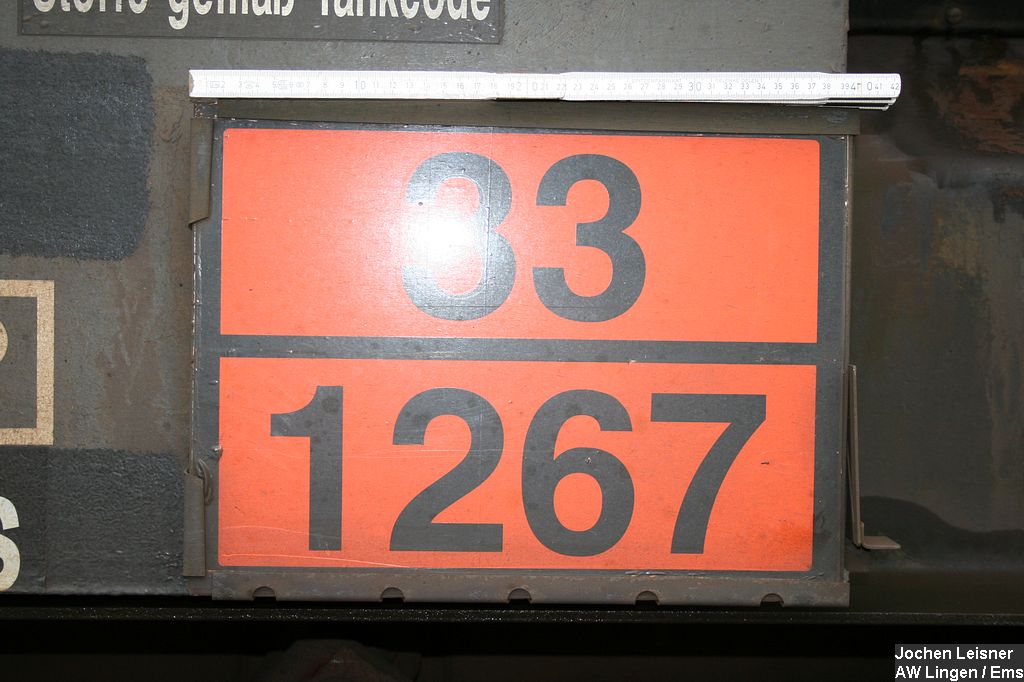 Stoffe gemäß Tankcode
33
1267
S
Jochen Leisner
AW Lingen / Ems